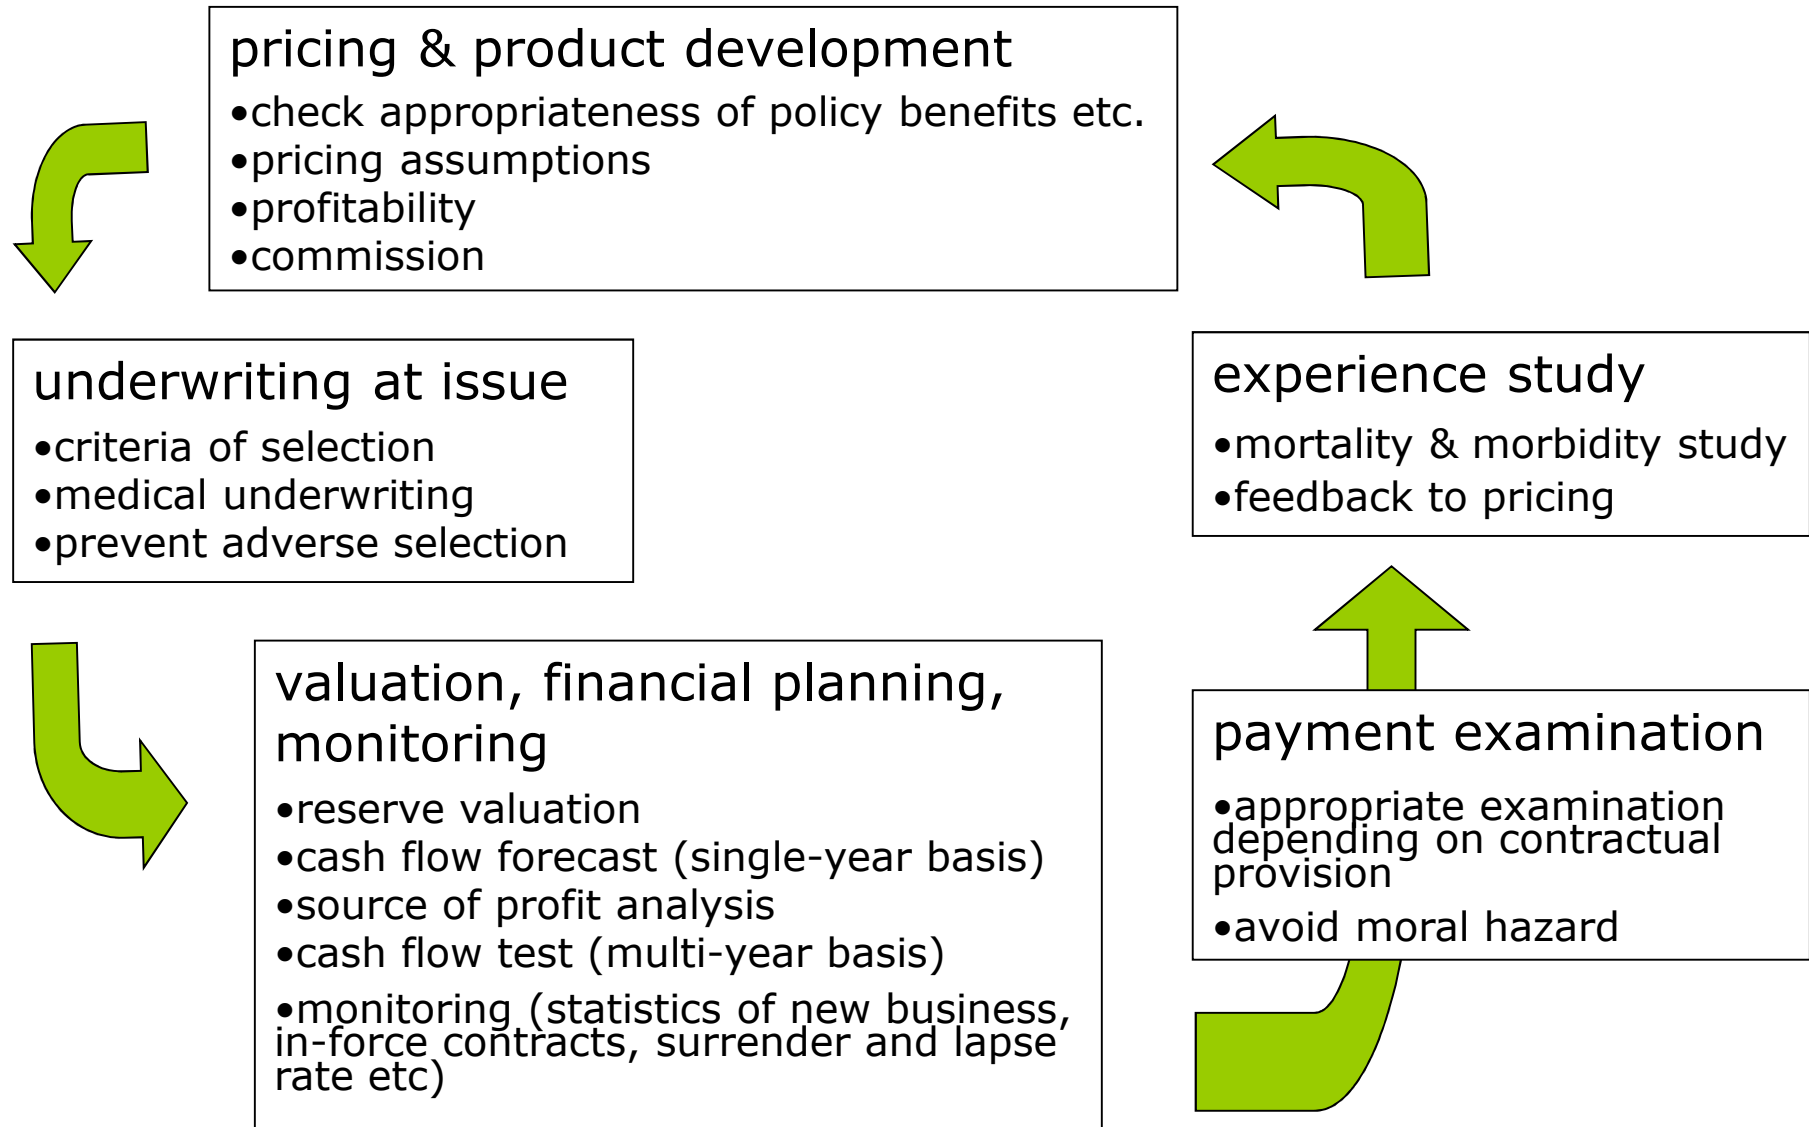 pricing & product development
•check appropriateness of policy benefits etc.
•pricing assumptions
•profitability
•commission
underwriting at issue
•criteria of selection
•medical underwriting
•prevent adverse selection
experience study
•mortality & morbidity study
•feedback to pricing
valuation, financial planning,
monitoring
•reserve valuation
•cash flow forecast (single-year basis)
•source of profit analysis
•cash flow test (multi-year basis)
•monitoring (statistics of new business,
in-force contracts, surrender and lapse
rate etc)
payment examination
•appropriate examination
depending on contractual
provision
•avoid moral hazard